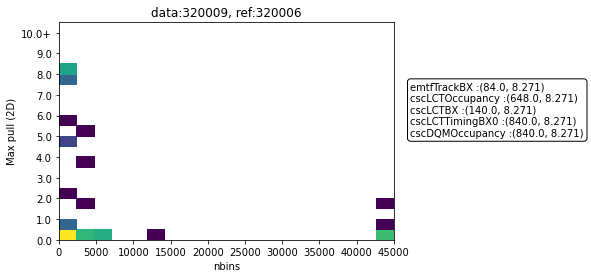 data:320009, ref:320006
Max pull (2D)
10.0+
9.0
8.0
7.0
6.0
5.0
4.0
3.0
2.0
1.0
0.0
0 5000 10000 15000 20000 25000 30000 35000 40000 45000
nbins
emtfTrackBX :(84.0, 8.271)
cscLCTOccupancy :(648.0, 8.271)
cscLCTBX :(140.0, 8.271)
cscLCTTimingBX0 :(840.0, 8.271)
cscDQMOccupancy :(840.0, 8.271)